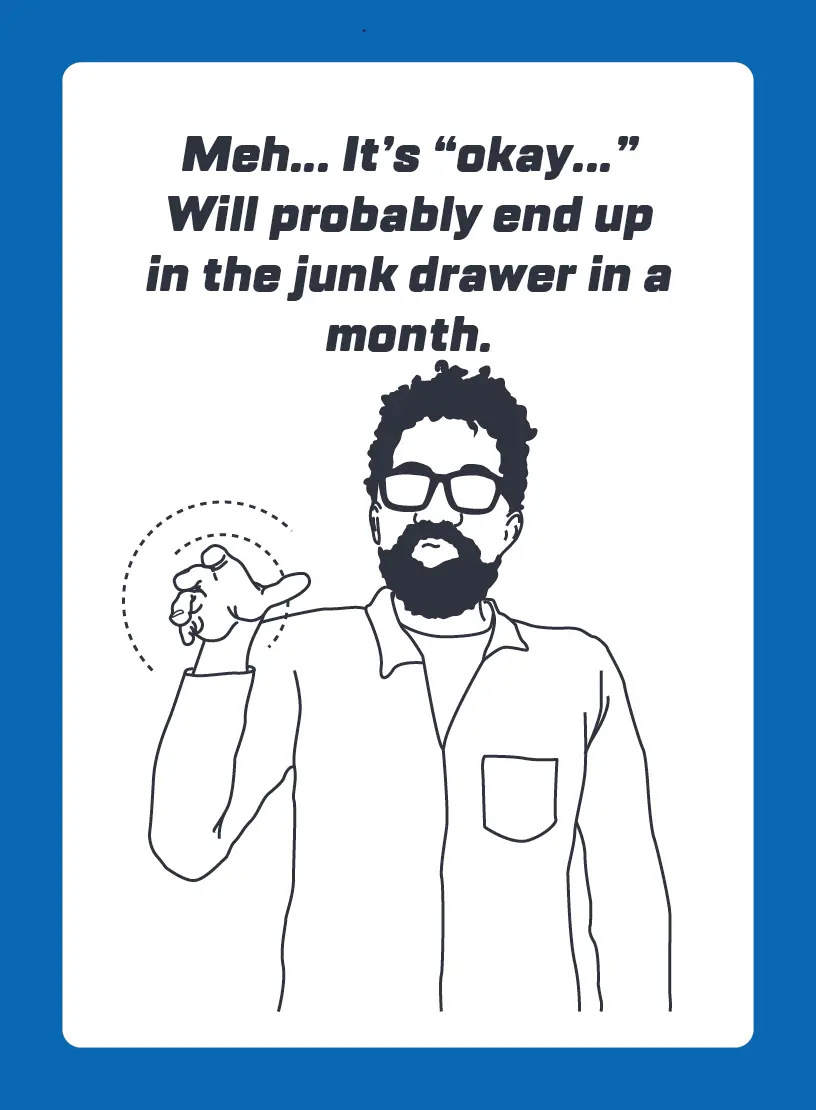 Meh... It’s “okay...”
Will probably end up
in the junk drawer in a
month.